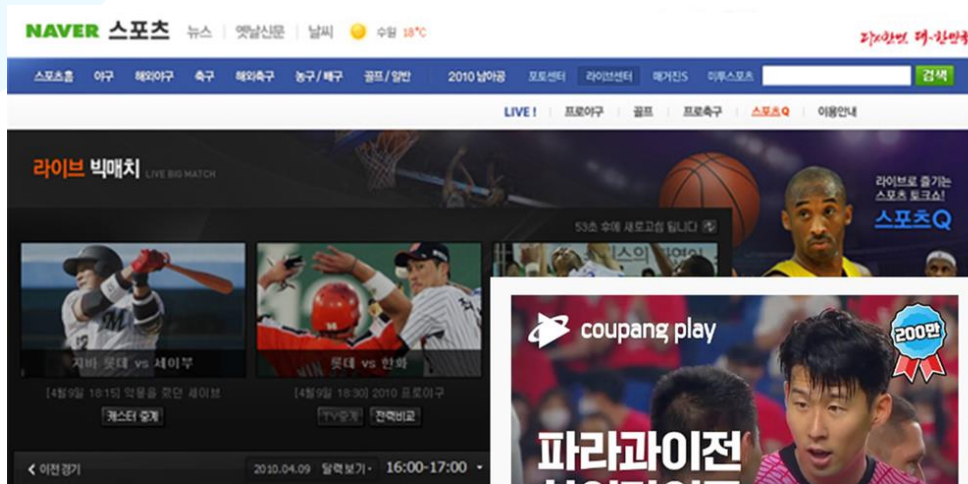 NAVER 스포츠 뉴스 옛날신문 날씨 수원 18°C
다시한번 대~한민국
스포츠홈 야구 해외야구 축구 해외축구 농구/배구 골프/일반 2010 남아공 포토센터 라이브센터 매거진S 미투스포츠 검색
LIVE! 프로야구 골프 프로축구 스포츠Q 이용안내
라이브 빅매치 LIVE BIG MATCH
라이브로 즐기는
스포츠 토크쇼!
스포츠Q
53초 후에 새로고침 됩니다
지바 롯데 vs 세이부
롯데 vs 한화
[4월9일 18:15]
[4월9일 18:30] 2010 프로야구
캐스터 중계
TV중계 전력비교
이전경기 2010.04.09 달력보기 16:00-17:00
coupang play
200만
파라과이전